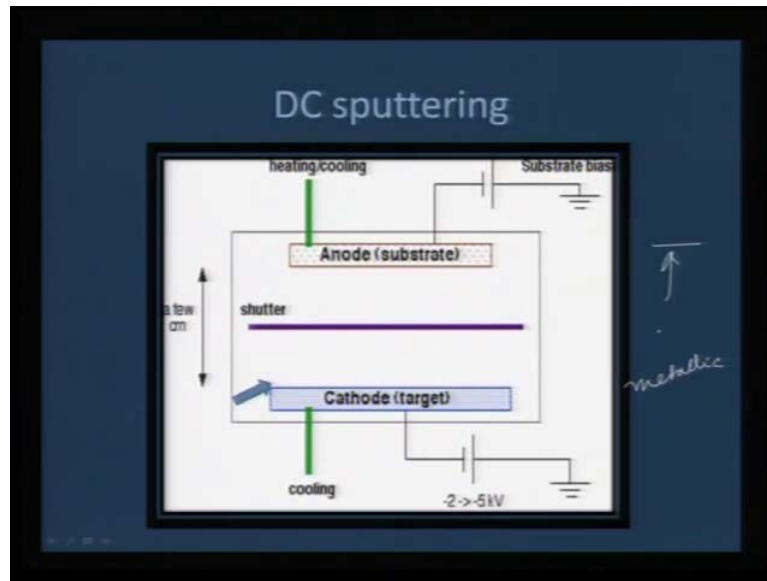 DC sputtering
heating/cooling
Substrate bias
Anode (substrate)
a few
cm
shutter
metallic
Cathode (target)
cooling
-2->-5kV